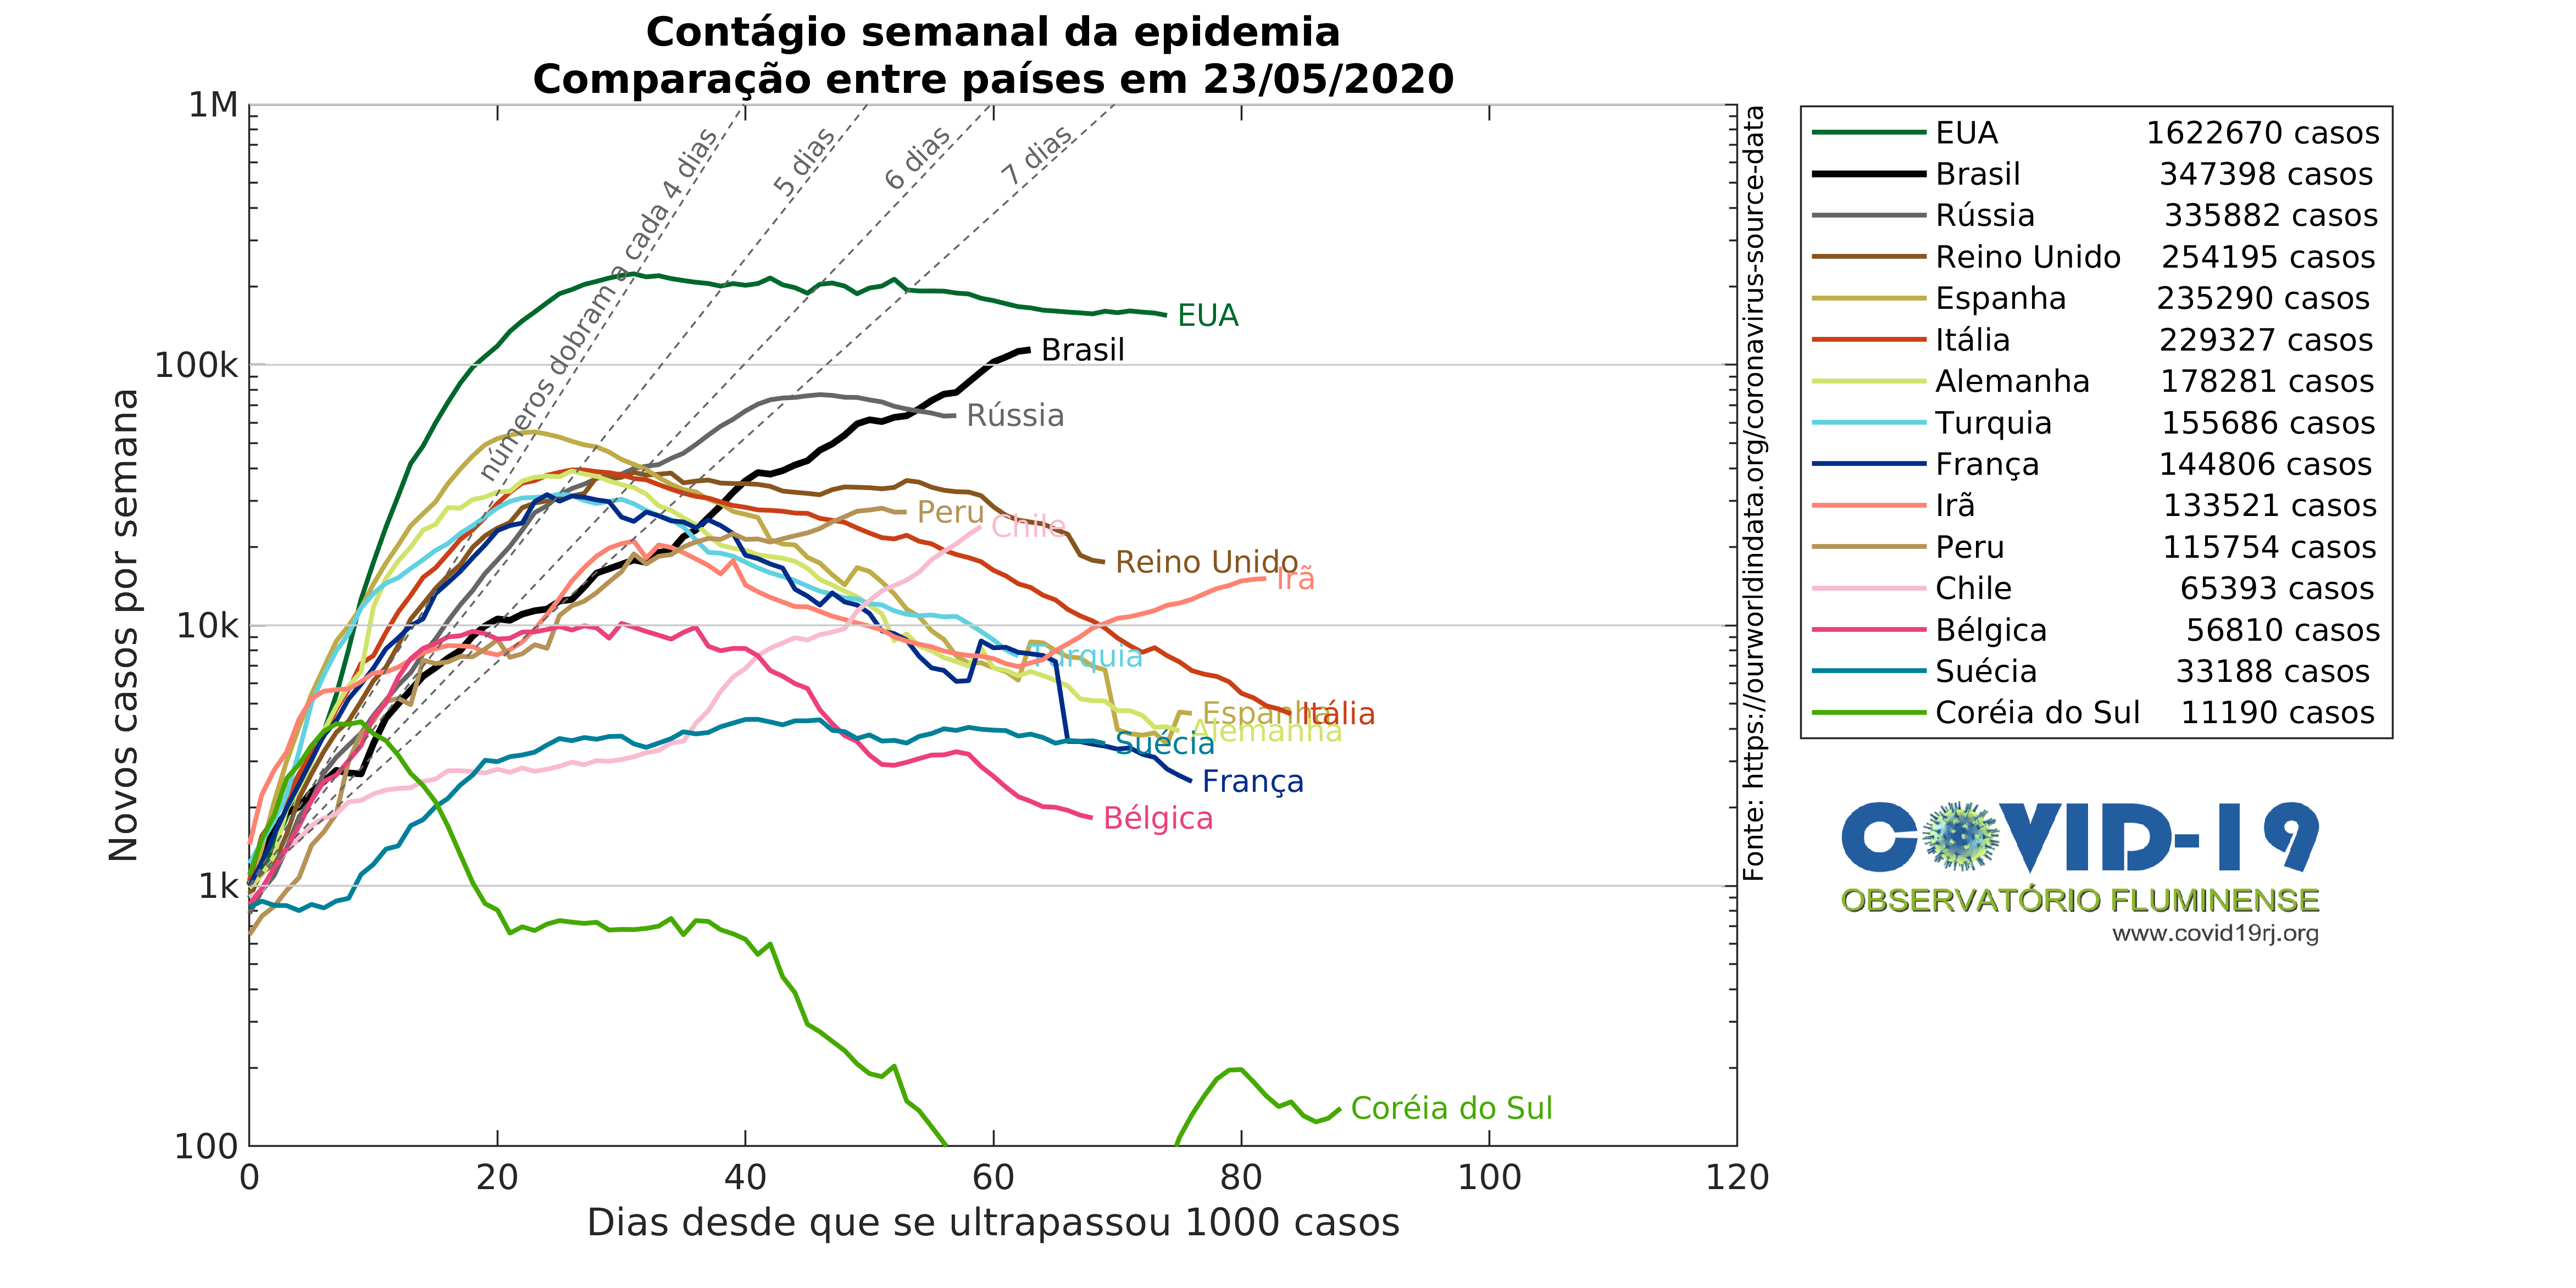 Contágio semanal da epidemia
Comparação entre países em 23/05/2020
1M
100k
10k
1k
100
Novos casos por semana
0 20 40 60 80 100 120
Dias desde que se ultrapassou 1000 casos
números dobram a cada 4 dias
5 dias
6 dias
7 dias
EUA
Brasil
Rússia
Peru
Chile
Reino Unido
Irã
Turquia
Espanha
Itália
Alemanha
Suécia
França
Bélgica
Coréia do Sul
Fonte: https://ourworldindata.org/coronavirus-source-data
EUA 1622670 casos
Brasil 347398 casos
Rússia 335882 casos
Reino Unido 254195 casos
Espanha 235290 casos
Itália 229327 casos
Alemanha 178281 casos
Turquia 155686 casos
França 144806 casos
Irã 133521 casos
Peru 115754 casos
Chile 65393 casos
Bélgica 56810 casos
Suécia 33188 casos
Coréia do Sul 11190 casos
COVID-19
OBSERVATÓRIO FLUMINENSE
www.covid19rj.org